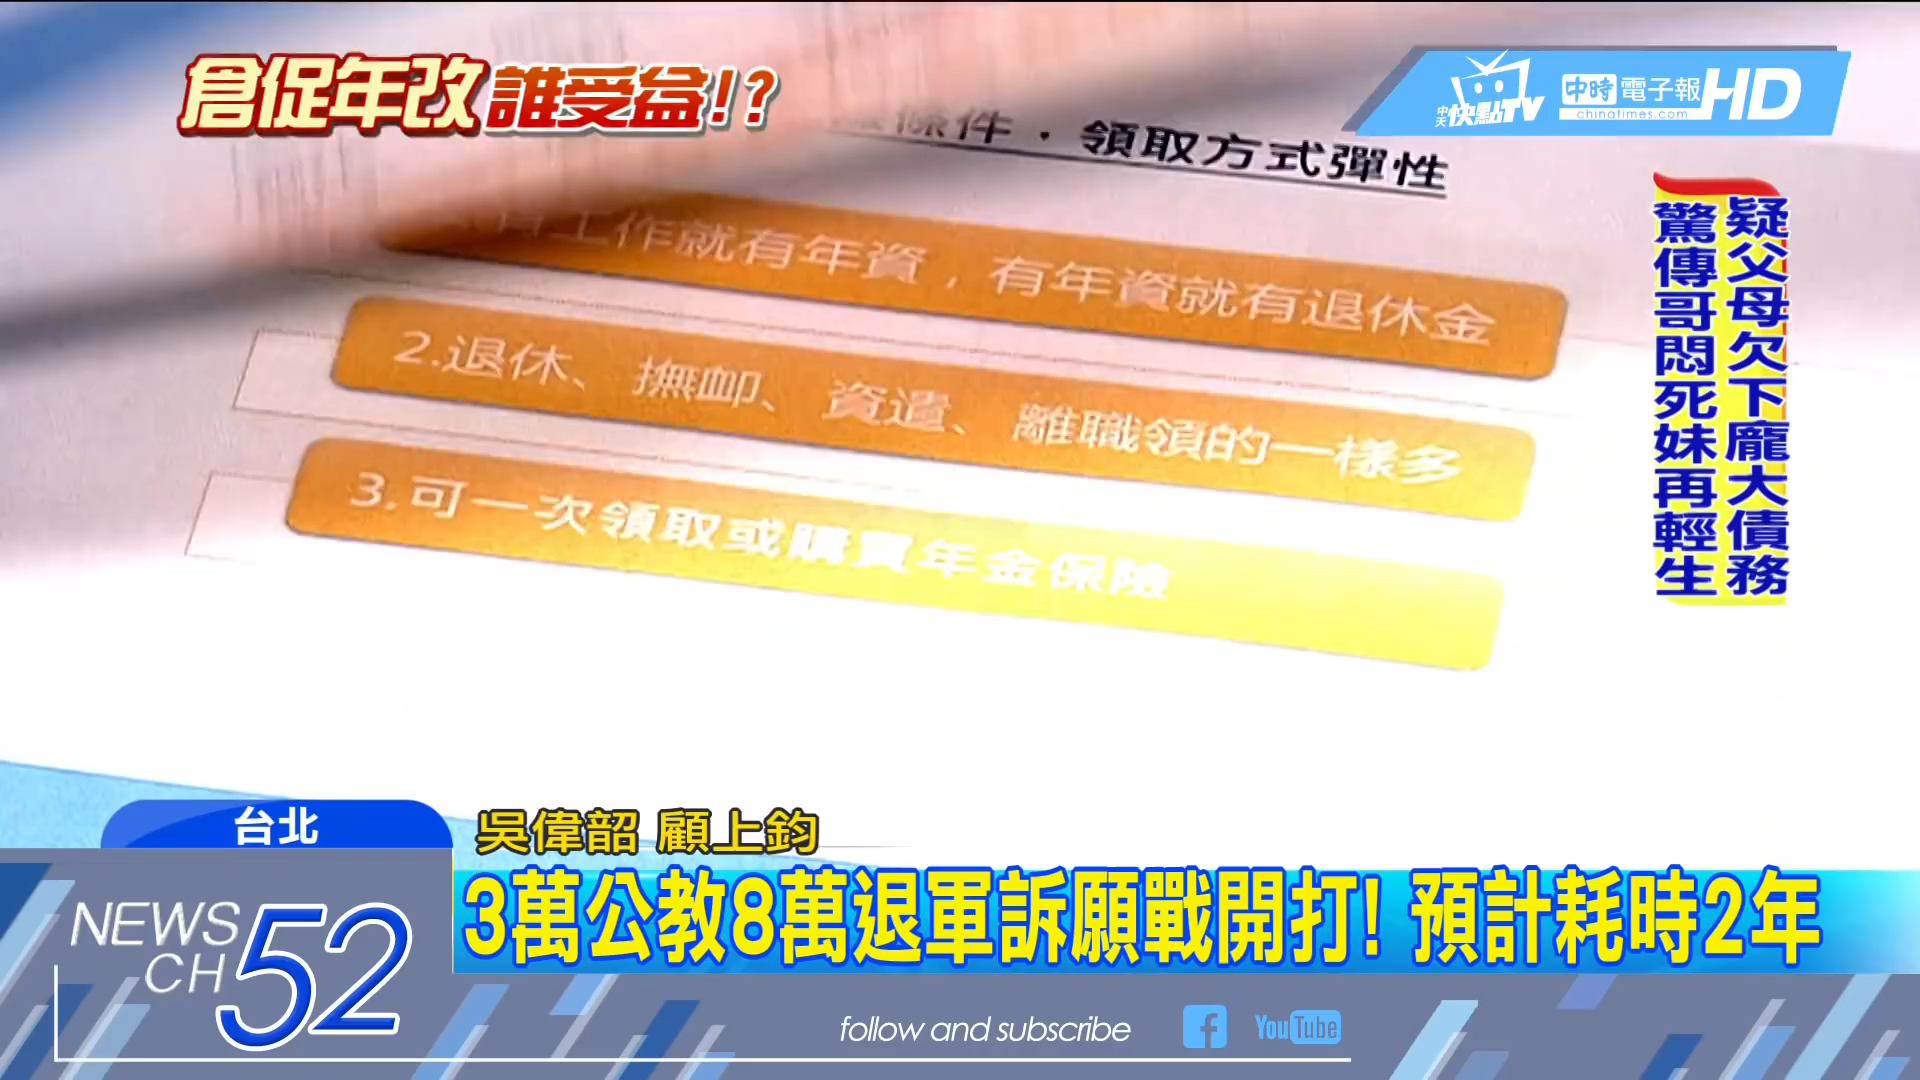 倉促年改 誰受益!?
中天快點TV
中時電子報HD
chinatimes.com
條件．領取方式彈性
工作就有年資，有年資就有退休金
2.退休、撫卹、資遣、離職領的一樣多
3.可一次領取或購買年金保險
疑父母欠下龐大債務
驚傳哥悶死妹再輕生
台北
吳偉韶 顧上鈞
3萬公教8萬退軍訴願戰開打! 預計耗時2年
NEWS
CH 52
follow and subscribe
YouTube